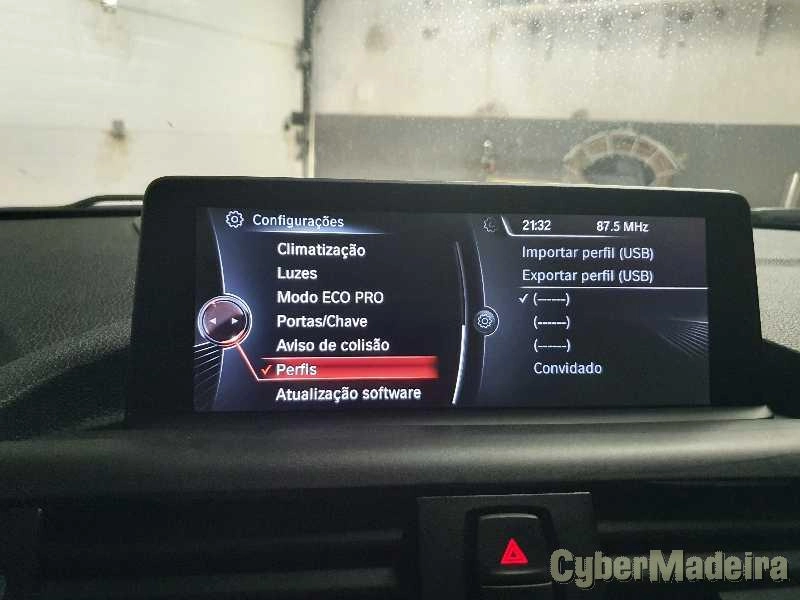 Configurações
Climatização
Luzes
Modo ECO PRO
Portas/Chave
Aviso de colisão
Perfis
Atualização software
21:32 87.5 MHz
Importar perfil (USB)
Exportar perfil (USB)
(------)
(------)
(------)
Convidado
CyberMadeira